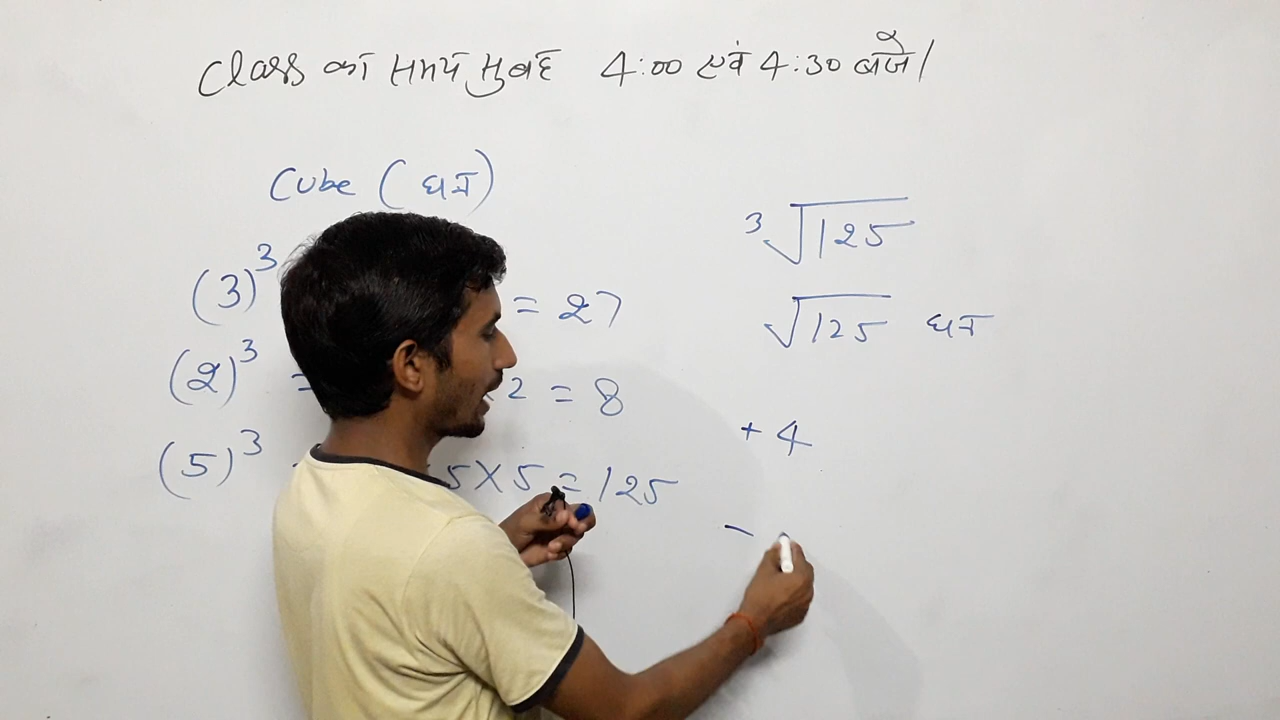 Class का समय सुबह 4:00 एवं 4:30 बजे।
Cube (घन)
(3)³ = 27
(2)³ = 2 = 8
(5)³ 5×5 = 125
³√125
√125 घन
+ 4
-